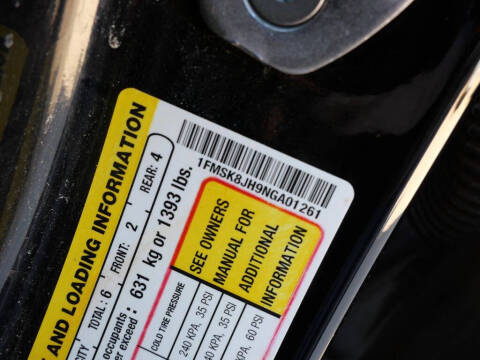 1FMSK8JH9NGA01261
AND LOADING INFORMATION
TOTAL: 6 FRONT: 2 REAR: 4
occupants
exceed: 631 kg or 1393 lbs.
COLD TIRE PRESSURE
240 KPA, 35 PSI
KPA, 35 PSI
KPA, 60 PSI
SEE OWNERS
MANUAL FOR
ADDITIONAL
INFORMATION